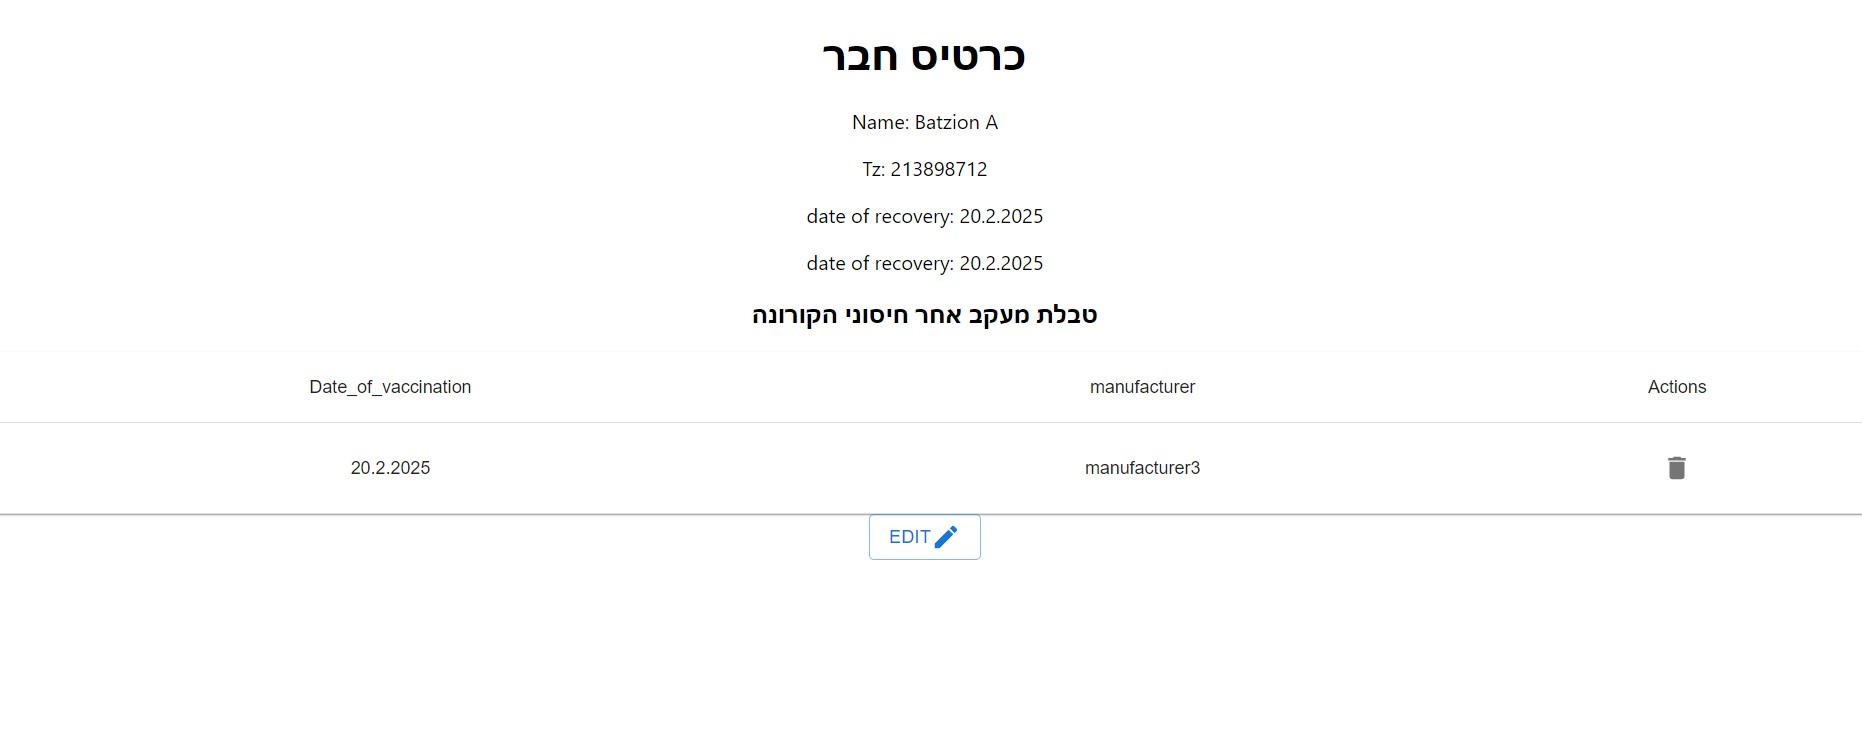 כרטיס חבר
Name: Batzion A
Tz: 213898712
date of recovery: 20.2.2025
date of recovery: 20.2.2025
טבלת מעקב אחר חיסוני הקורונה
Date_of_vaccination manufacturer Actions
20.2.2025 manufacturer3
EDIT